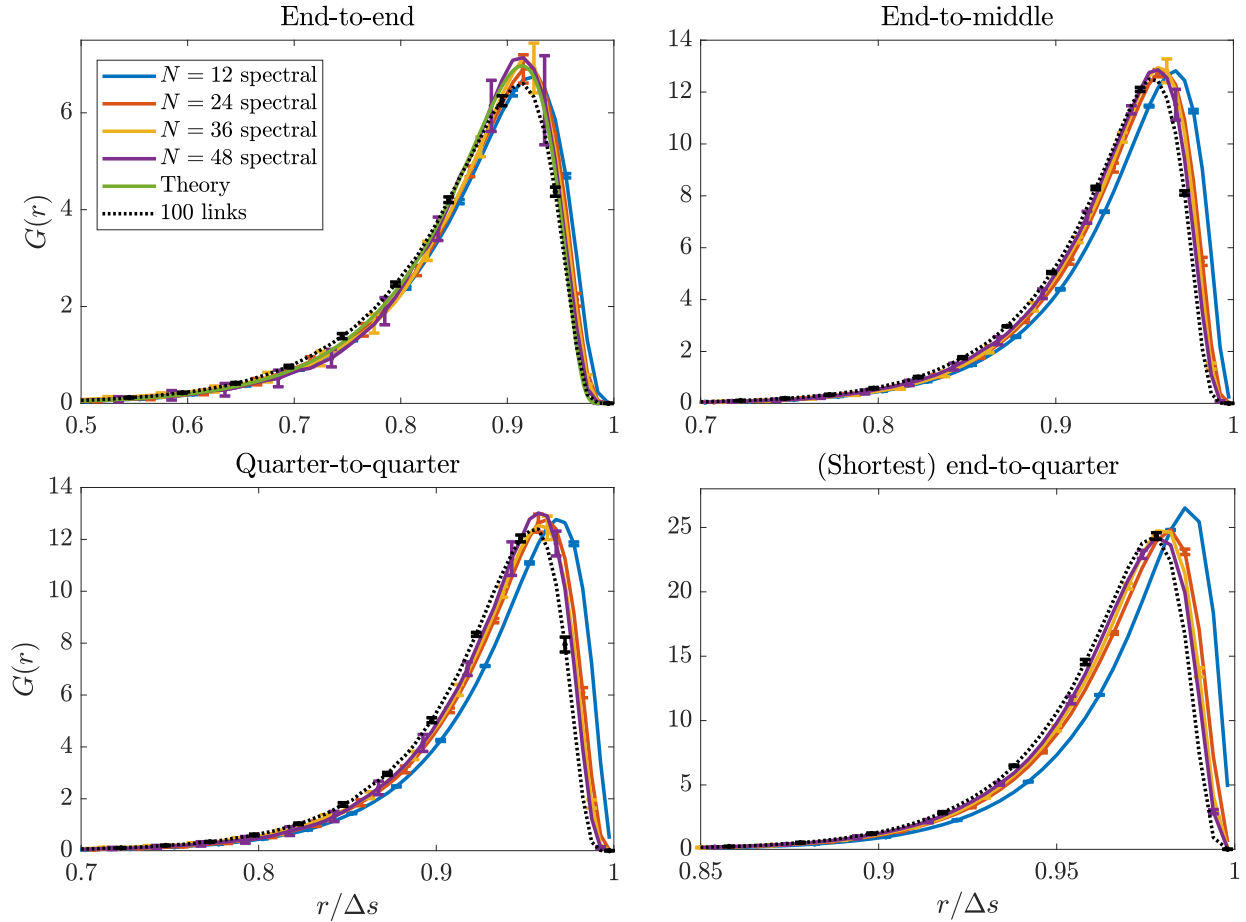 End-to-end
G(r)
6
4
2
0
0.5 0.6 0.7 0.8 0.9 1
N = 12 spectral
N = 24 spectral
N = 36 spectral
N = 48 spectral
Theory
100 links
End-to-middle
14
12
10
8
6
4
2
0
0.7 0.8 0.9 1
Quarter-to-quarter
G(r)
14
12
10
8
6
4
2
0
0.7 0.8 0.9 1
r/Δs
(Shortest) end-to-quarter
25
20
15
10
5
0
0.85 0.9 0.95 1
r/Δs